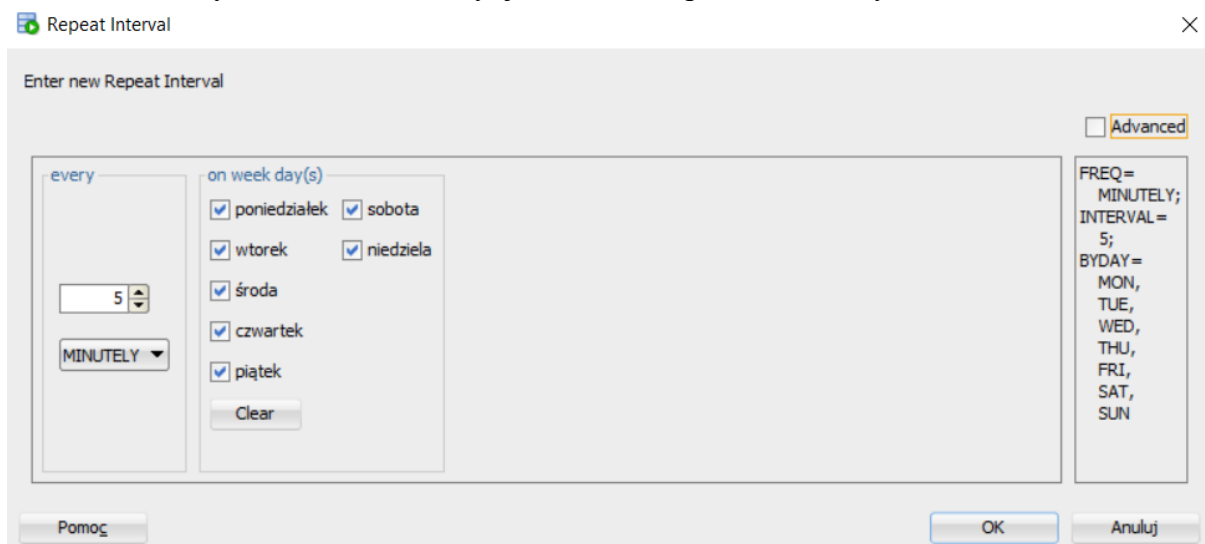 Repeat Interval
Enter new Repeat Interval
Advanced
every
5
MINUTELY
on week day(s)
poniedziałek
sobota
wtorek
niedziela
środa
czwartek
piątek
Clear
FREQ=
MINUTELY;
INTERVAL=
5;
BYDAY=
MON,
TUE,
WED,
THU,
FRI,
SAT,
SUN
Pomoc
OK
Anuluj